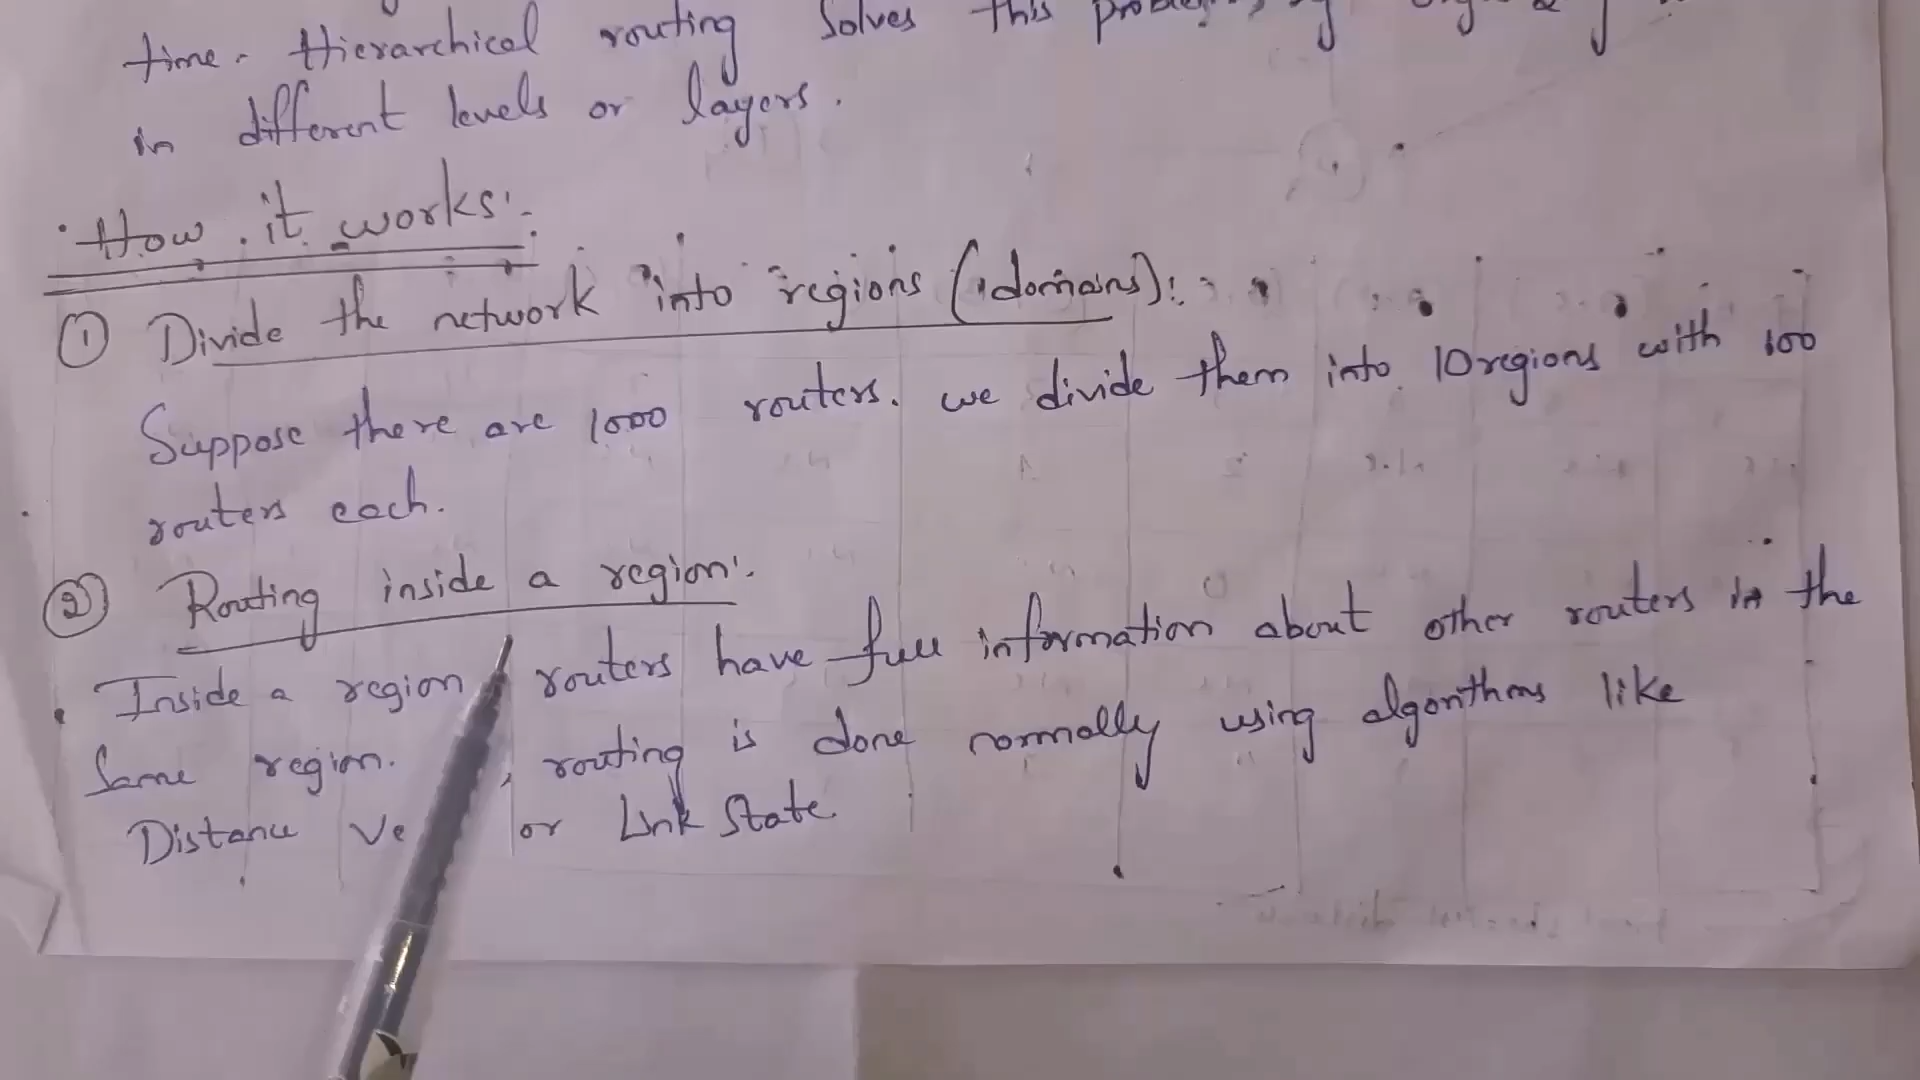 time. Hierarchical routing solves this
in different levels or layers.
How it works:-
① Divide the network into regions (domains):
Suppose there are 1000 routers. we divide them into 10 regions with 100
routers each.
② Routing inside a region:
Inside a region routers have full information about other routers in the
Same region. , routing is done normally using algorithms like
Distance or Link State